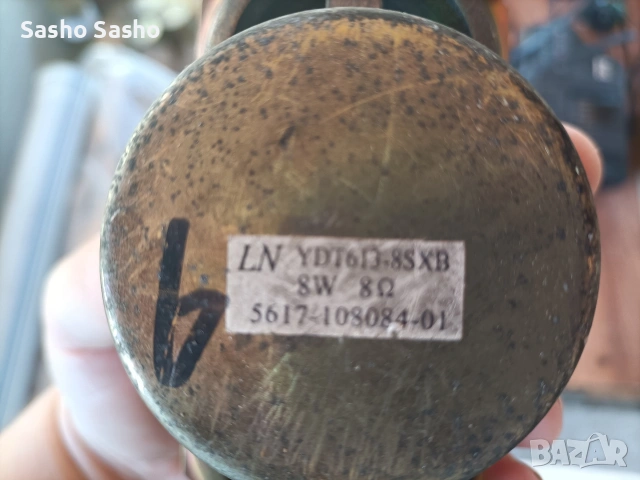 Sasho Sasho
LN YDT613-8SXB
8W 8Ω
5617-108084-01
BAZAR